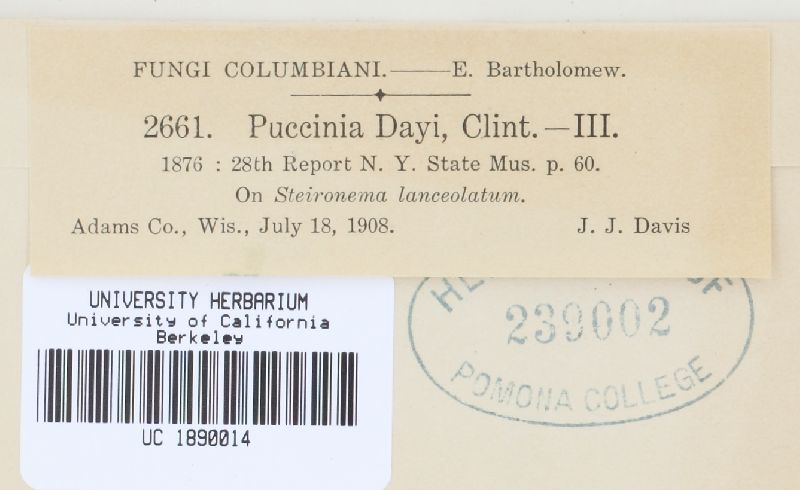 FUNGI COLUMBIANI.——E. Bartholomew.
2661. Puccinia Dayi, Clint.—III.
1876 : 28th Report N. Y. State Mus. p. 60.
On Steironema lanceolatum.
Adams Co., Wis., July 18, 1908. J. J. Davis
UNIVERSITY HERBARIUM
University of California
Berkeley
UC 1890014
239002
POMONA COLLEGE